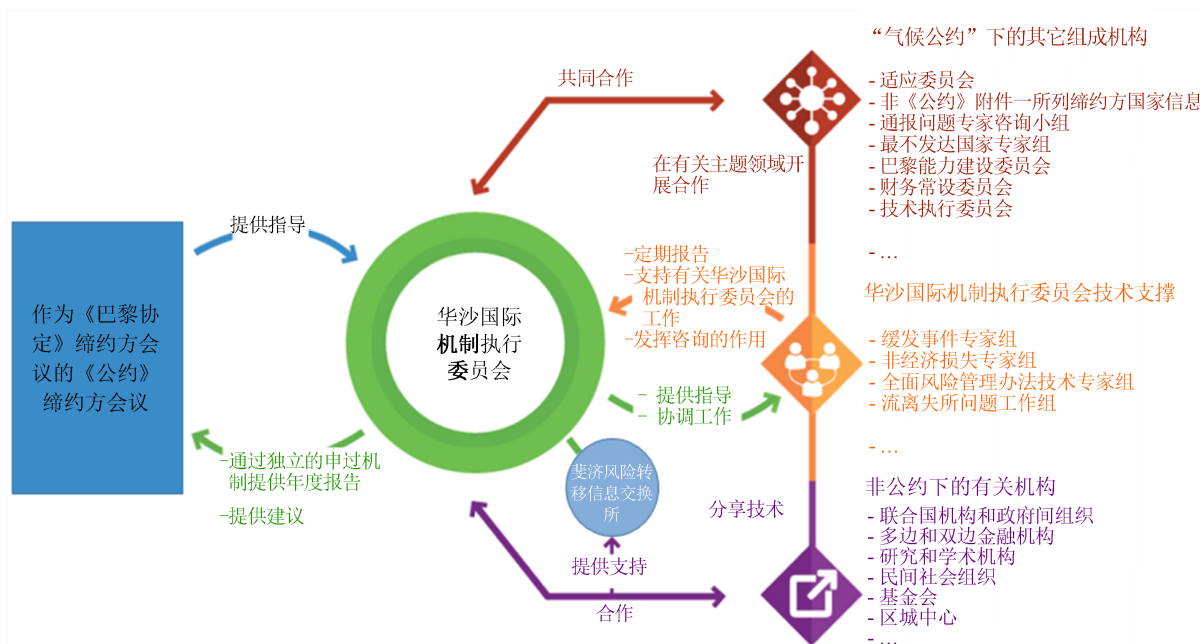 “气候公约”下的其它组成机构
共同合作
- 适应委员会
- 非《公约》附件一所列缔约方国家信息
- 通报问题专家咨询小组
- 最不发达国家专家组
- 巴黎能力建设委员会
- 财务常设委员会
- 技术执行委员会
- …
在有关主题领域开
展合作
提供指导
作为《巴黎协
定》缔约方会
议的《公约》
缔约方会议
华沙国际
机制执行
委员会
-定期报告
-支持有关华沙国际
机制执行委员会的
工作
-发挥咨询的作用
华沙国际机制执行委员会技术支撑
- 缓发事件专家组
- 非经济损失专家组
- 全面风险管理办法技术专家组
- 流离失所问题工作组
- …
- 提供指导
- 协调工作
-通过独立的申过机
制提供年度报告
-提供建议
斐济风险转
移信息交换
所
提供支持
合作
分享技术
非公约下的有关机构
- 联合国机构和政府间组织
- 多边和双边金融机构
- 研究和学术机构
- 民间社会组织
- 基金会
- 区城中心
- …